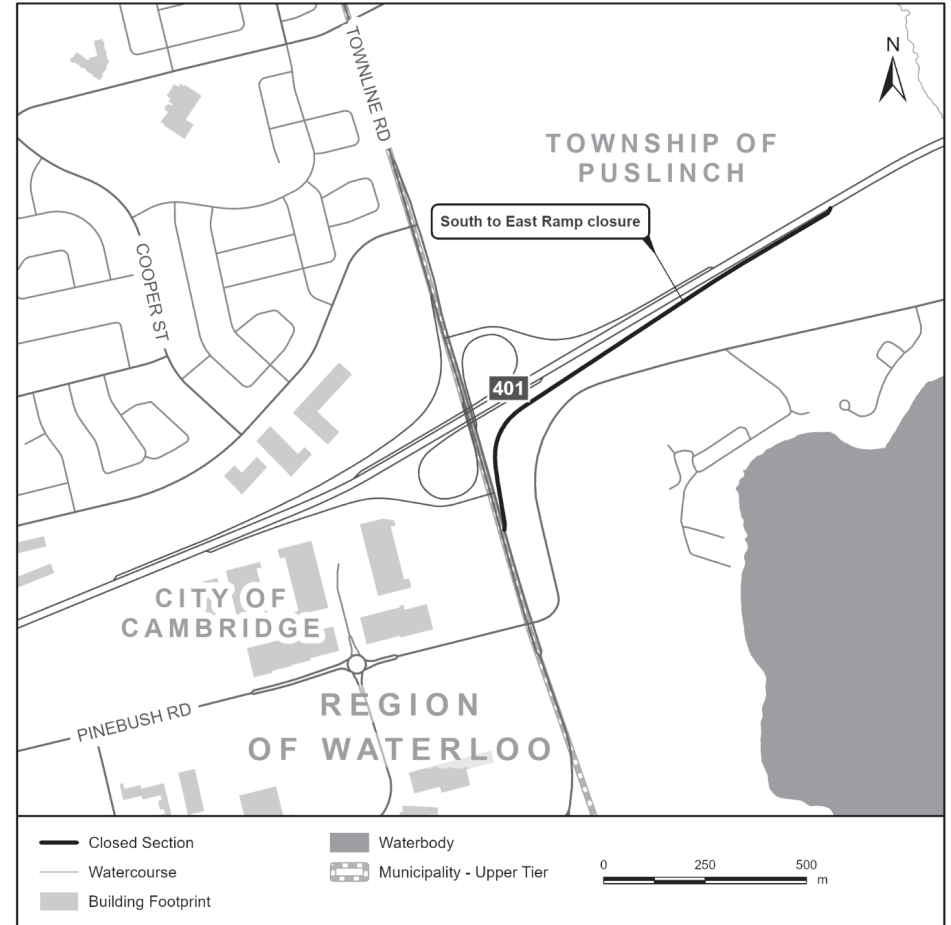 TOWNLINE RD
N
TOWNSHIP OF
PUSLINCH
South to East Ramp closure
COOPER ST
401
CITY OF
CAMBRIDGE
REGION
OF WATERLOO
PINEBUSH RD
Closed Section
Watercourse
Building Footprint
Waterbody
Municipality - Upper Tier
0 250 500
m